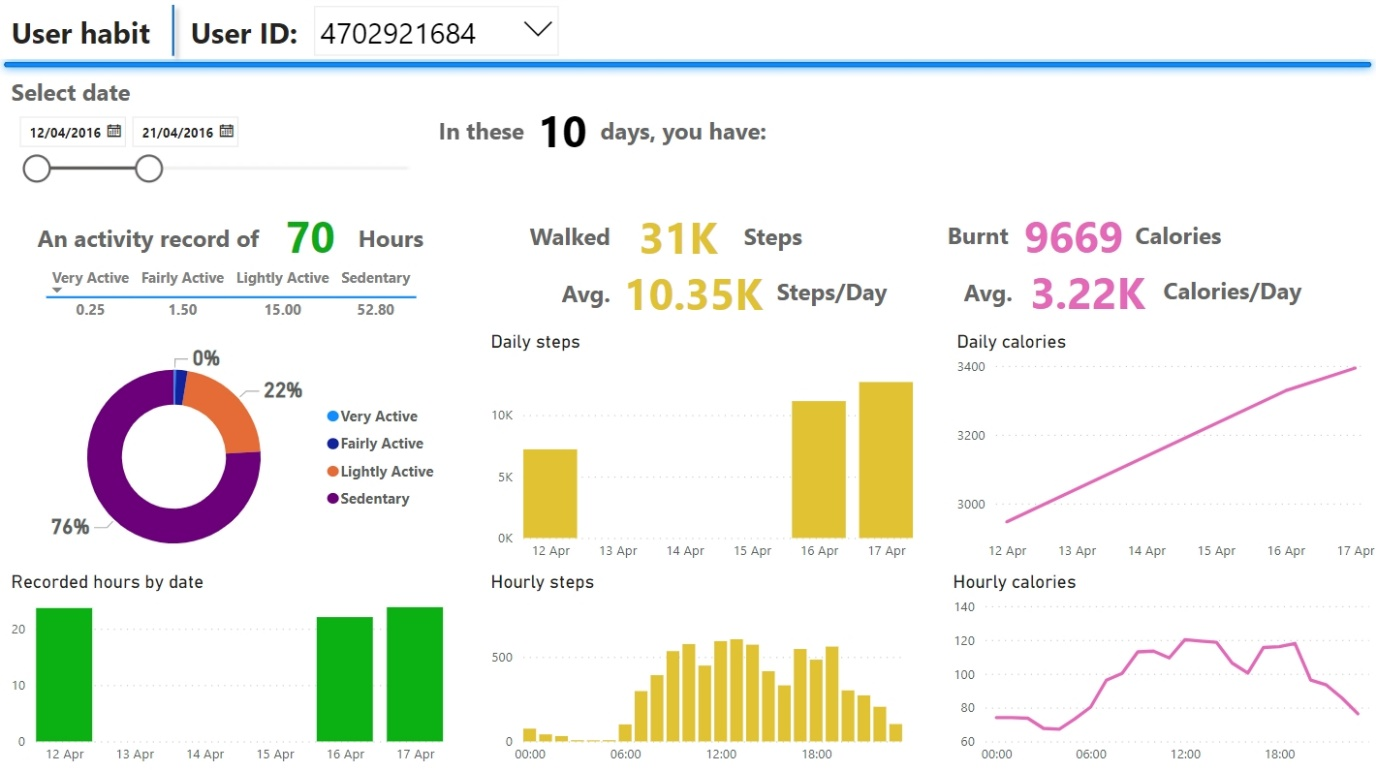 User habit User ID: 4702921684
Select date
12/04/2016 21/04/2016
In these 10 days, you have:
An activity record of 70 Hours
Very Active Fairly Active Lightly Active Sedentary
0.25 1.50 15.00 52.80
0%
22%
76%
Very Active
Fairly Active
Lightly Active
Sedentary
Walked 31K Steps
Avg. 10.35K Steps/Day
Burnt 9669 Calories
Avg. 3.22K Calories/Day
Daily steps
10K
5K
0K
12 Apr 13 Apr 14 Apr 15 Apr 16 Apr 17 Apr
Daily calories
3400
3200
3000
12 Apr 13 Apr 14 Apr 15 Apr 16 Apr 17 Apr
Recorded hours by date
20
10
0
12 Apr 13 Apr 14 Apr 15 Apr 16 Apr 17 Apr
Hourly steps
500
0
00:00 06:00 12:00 18:00
Hourly calories
140
120
100
80
60
00:00 06:00 12:00 18:00